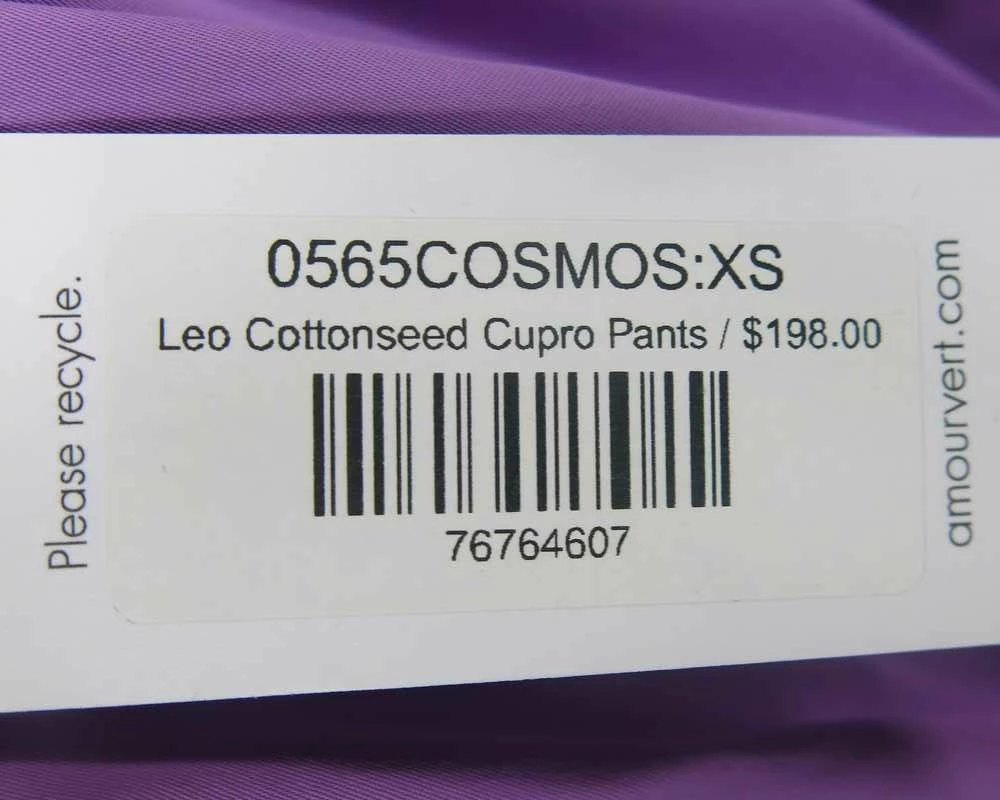 0565COSMOS:XS
Leo Cottonseed Cupro Pants / $198.00
76764607
Please recycle.
amourvert.com